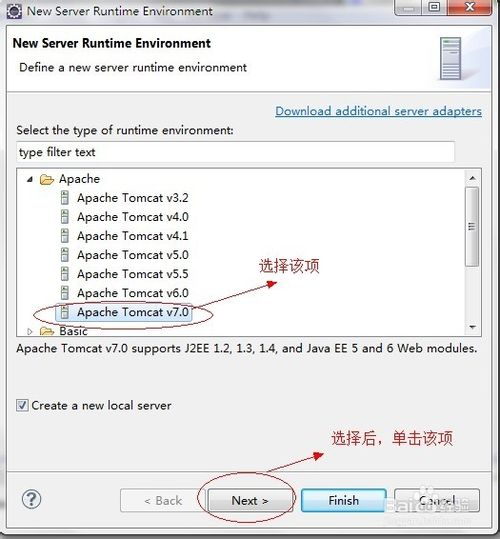 New Server Runtime Environment
New Server Runtime Environment
Define a new server runtime environment
Download additional server adapters
Select the type of runtime environment:
type filter text
Apache
Apache Tomcat v3.2
Apache Tomcat v4.0
Apache Tomcat v4.1
Apache Tomcat v5.0
Apache Tomcat v5.5
Apache Tomcat v6.0
Apache Tomcat v7.0
选择该项
Basic
Apache Tomcat v7.0 supports J2EE 1.2, 1.3, 1.4, and Java EE 5 and 6 Web modules.
Create a new local server
选择后，单击该项
< Back
Next >
Finish
Cancel